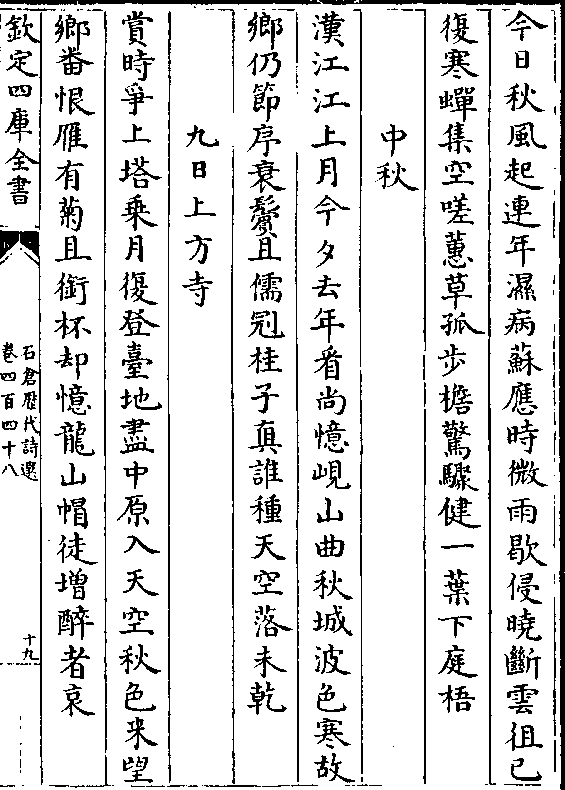 今日秋風起連年濕病蘇應時微雨歇侵曉斷雲徂已
復寒蟬集空嗟蕙草孤步檐驚驟健一葉下庭梧
中秋
漢江江上月今夕去年看尚憶峴山曲秋城波色寒故
鄉仍節序衰鬢且儒冠桂子真誰種天空落未乾
九日上方寺
賞時爭上塔乗月復登臺地盡中原入天空秋色来望
鄉畨恨雁有菊且銜杯却憶龍山帽徒増醉者哀
欽定四庫全書
石倉歴代詩選
卷四百四十八
十九